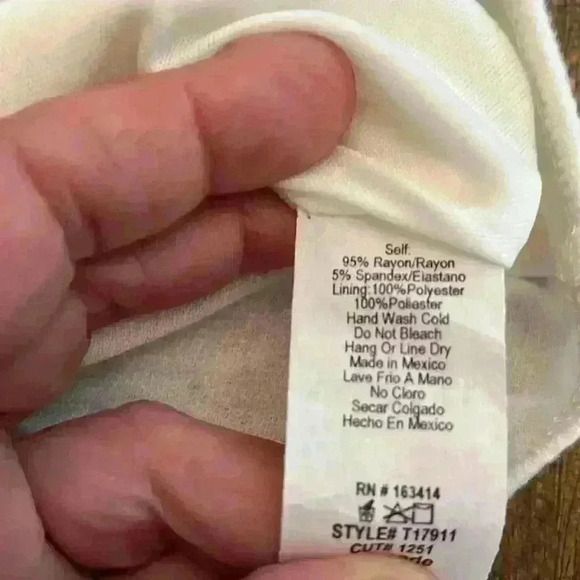 Self:
95% Rayon/Rayon
5% Spandex/Elastano
Lining:100%Polyester
100%Poliester
Hand Wash Cold
Do Not Bleach
Hang Or Line Dry
Made in Mexico
Lave Frio A Mano
No Cloro
Secar Colgado
Hecho En Mexico
RN # 163414
STYLE# T17911
CUT# 1251